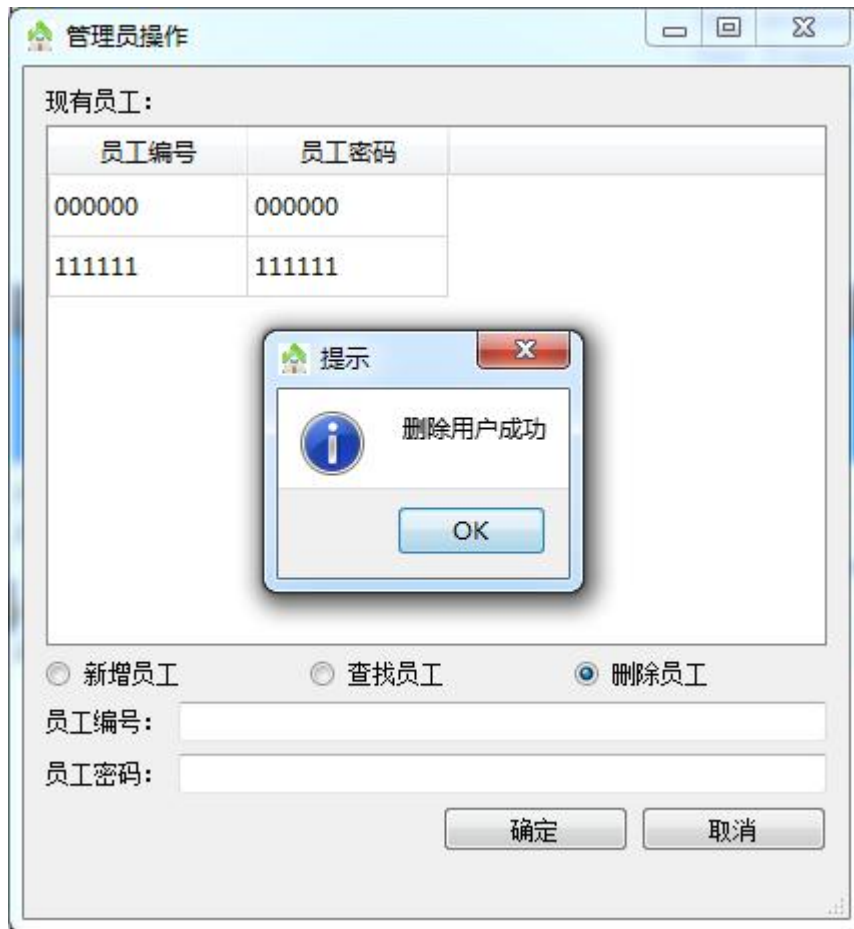 管理员操作
现有员工：
员工编号 员工密码
000000 000000
111111 111111
提示
删除用户成功
OK
新增员工 查找员工 删除员工
员工编号：
员工密码：
确定 取消